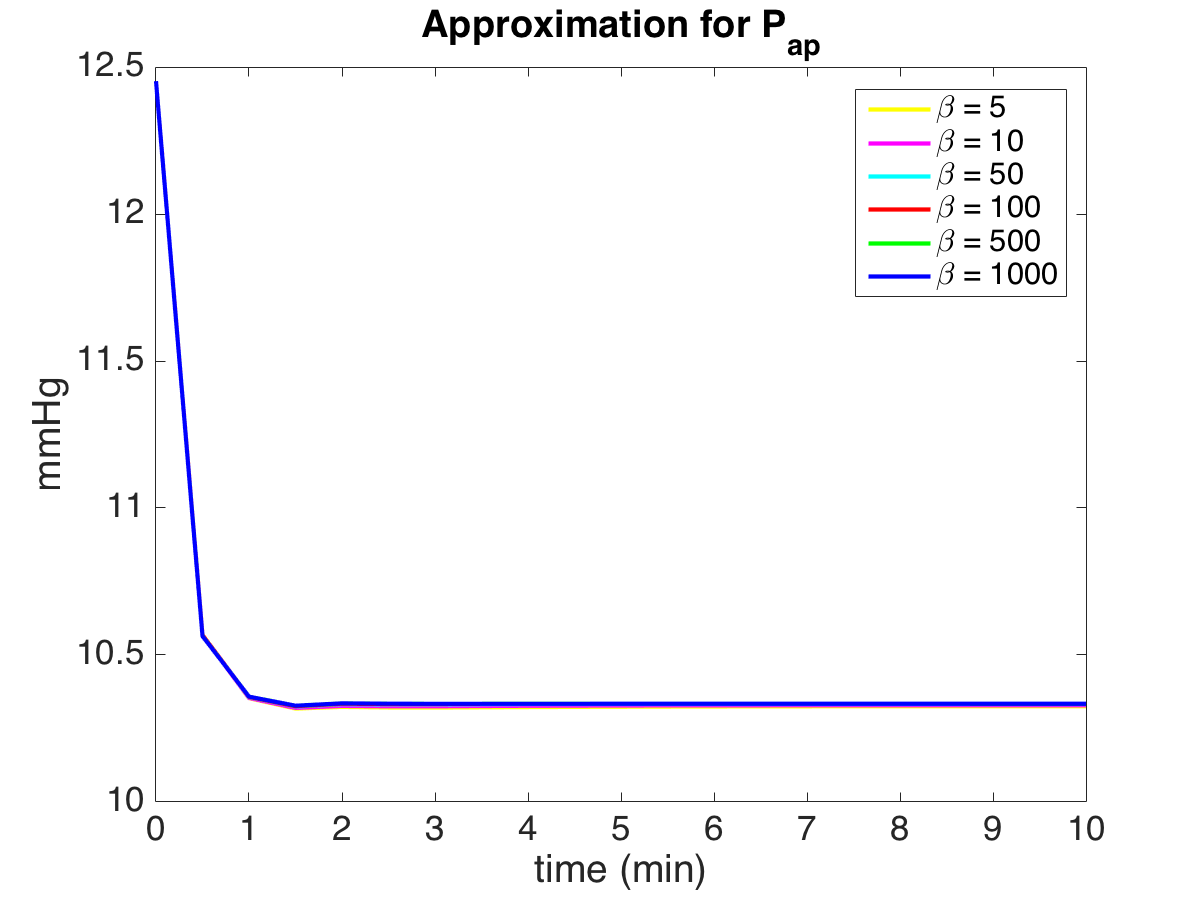 Approximation for P_ap
12.5
12
11.5
11
10.5
10
mmHg
β = 5
β = 10
β = 50
β = 100
β = 500
β = 1000
0 1 2 3 4 5 6 7 8 9 10
time (min)